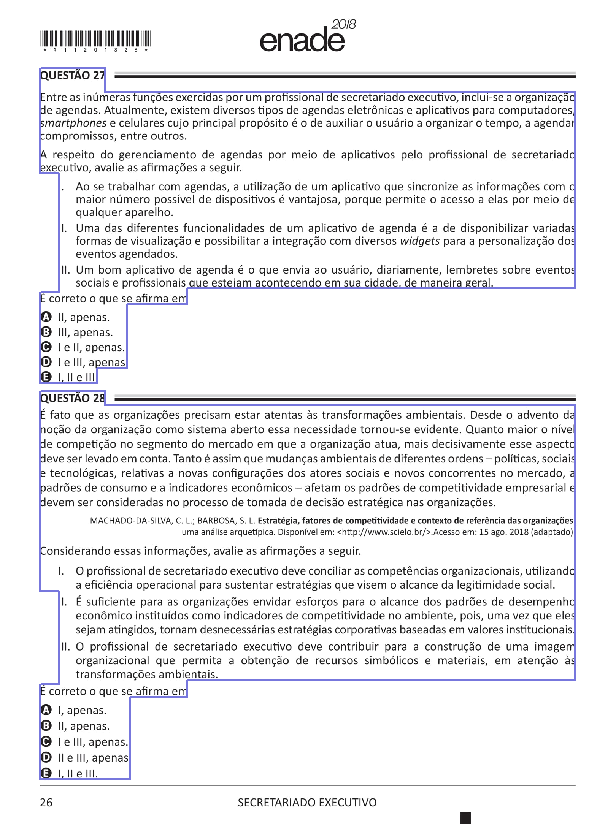 *R1120182 6*
enade2018
QUESTÃO 27
Entre as inúmeras funções exercidas por um profissional de secretariado executivo, inclui-se a organização
de agendas. Atualmente, existem diversos tipos de agendas eletrônicas e aplicativos para computadores,
smartphones e celulares cujo principal propósito é o de auxiliar o usuário a organizar o tempo, a agendar
compromissos, entre outros.
A respeito do gerenciamento de agendas por meio de aplicativos pelo profissional de secretariado
executivo, avalie as afirmações a seguir.
I. Ao se trabalhar com agendas, a utilização de um aplicativo que sincronize as informações com o
maior número possível de dispositivos é vantajosa, porque permite o acesso a elas por meio de
qualquer aparelho.
II. Uma das diferentes funcionalidades de um aplicativo de agenda é a de disponibilizar variadas
formas de visualização e possibilitar a integração com diversos widgets para a personalização dos
eventos agendados.
III. Um bom aplicativo de agenda é o que envia ao usuário, diariamente, lembretes sobre eventos
sociais e profissionais que estejam acontecendo em sua cidade, de maneira geral.
É correto o que se afirma em
A II, apenas.
B III, apenas.
C I e II, apenas.
D I e III, apenas
E I, II e III
QUESTÃO 28
É fato que as organizações precisam estar atentas às transformações ambientais. Desde o advento da
noção da organização como sistema aberto essa necessidade tornou-se evidente. Quanto maior o nível
de competição no segmento do mercado em que a organização atua, mais decisivamente esse aspecto
deve ser levado em conta. Tanto é assim que mudanças ambientais de diferentes ordens – políticas, sociais
e tecnológicas, relativas a novas configurações dos atores sociais e novos concorrentes no mercado, a
padrões de consumo e a indicadores econômicos – afetam os padrões de competitividade empresarial e
devem ser consideradas no processo de tomada de decisão estratégica nas organizações.
MACHADO-DA-SILVA, C. L.; BARBOSA, S. L. Estratégia, fatores de competitividade e contexto de referência das organizações
uma análise arquetípica. Disponível em: <http://www.scielo.br/>.Acesso em: 15 ago. 2018 (adaptado)
Considerando essas informações, avalie as afirmações a seguir.
I. O profissional de secretariado executivo deve conciliar as competências organizacionais, utilizando
a eficiência operacional para sustentar estratégias que visem o alcance da legitimidade social.
II. É suficiente para as organizações envidar esforços para o alcance dos padrões de desempenho
econômico instituídos como indicadores de competitividade no ambiente, pois, uma vez que eles
sejam atingidos, tornam desnecessárias estratégias corporativas baseadas em valores institucionais.
III. O profissional de secretariado executivo deve contribuir para a construção de uma imagem
organizacional que permita a obtenção de recursos simbólicos e materiais, em atenção às
transformações ambientais.
É correto o que se afirma em
A I, apenas.
B II, apenas.
C I e III, apenas.
D II e III, apenas
E I, II e III.
26
SECRETARIADO EXECUTIVO